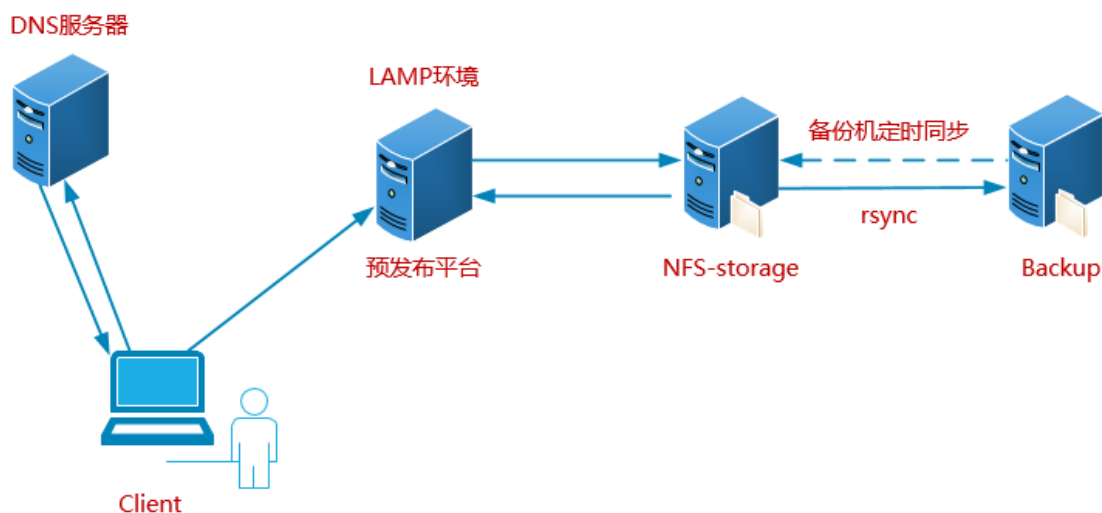 DNS服务器
LAMP环境
备份机定时同步
rsync
预发布平台
NFS-storage
Backup
Client